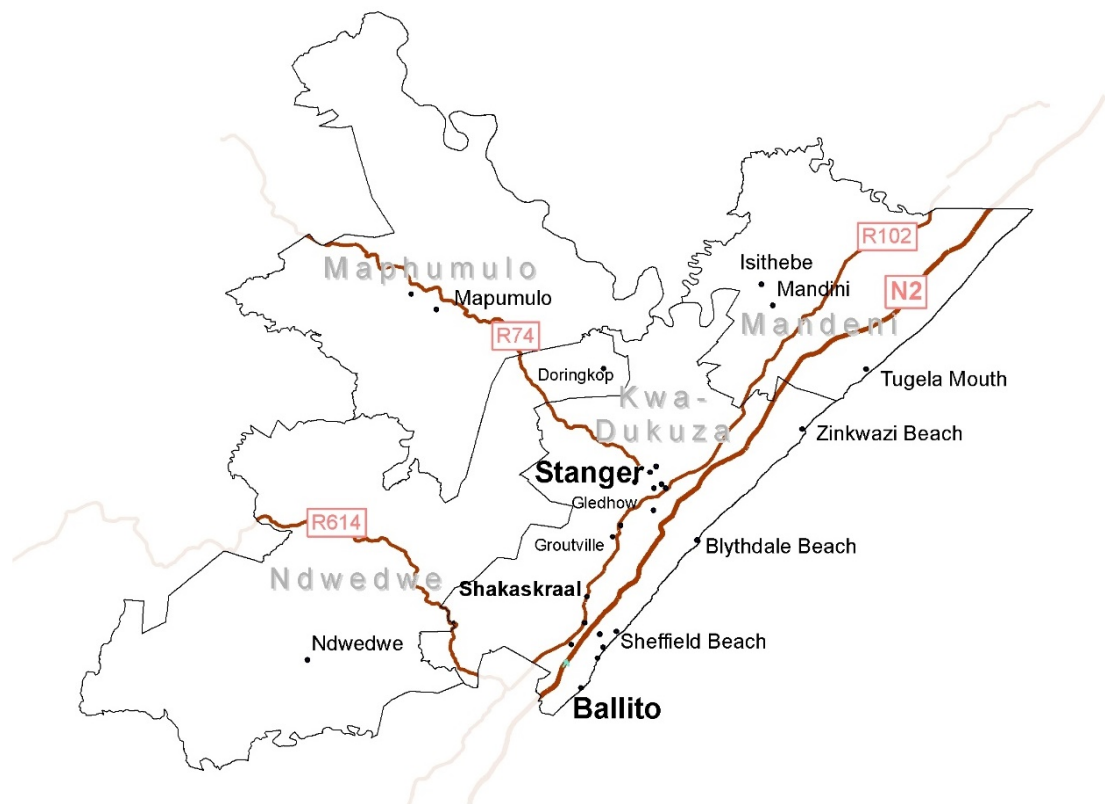 R102
Isithebe
Maphumulo
Mandini
N2
Mapumulo
Mandeni
R74
Doringkop
Tugela Mouth
Kwa-
Dukuza
Zinkwazi Beach
Stanger
Gledhow
R614
Groutville
Blythdale Beach
Ndwedwe
Shakaskraal
Ndwedwe
Sheffield Beach
Ballito